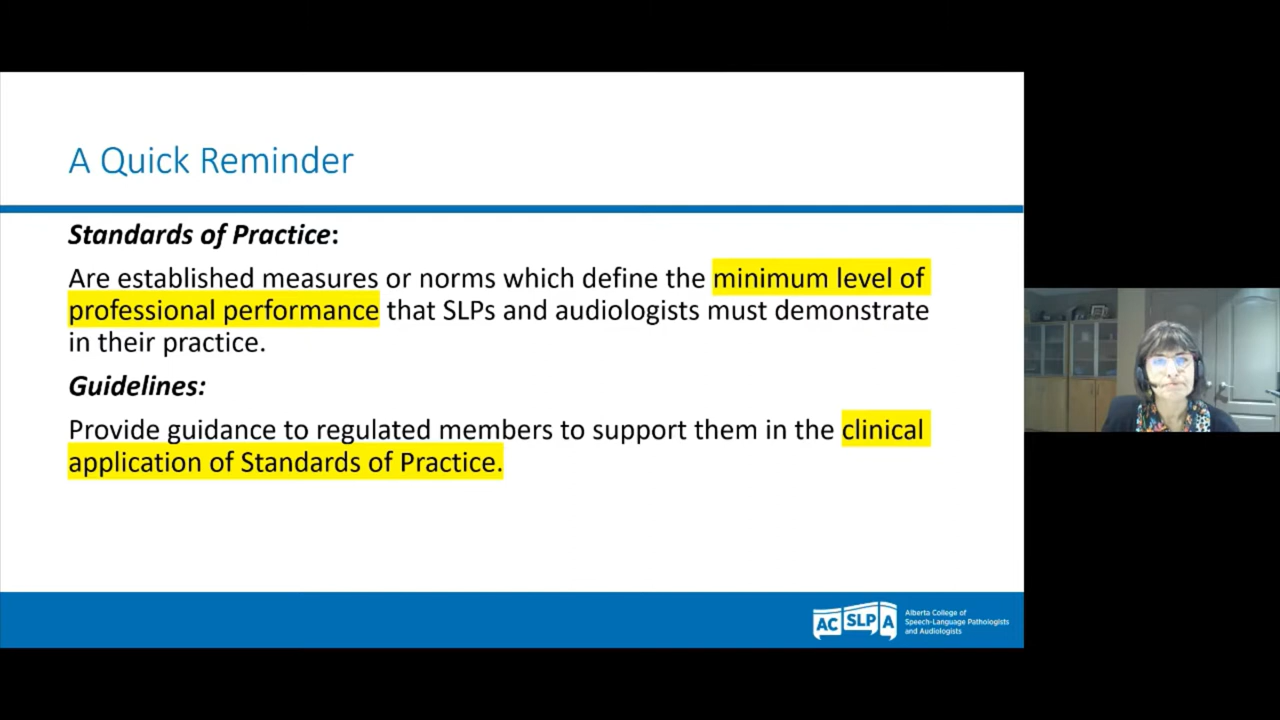 A Quick Reminder
Standards of Practice:
Are established measures or norms which define the minimum level of
professional performance that SLPs and audiologists must demonstrate
in their practice.
Guidelines:
Provide guidance to regulated members to support them in the clinical
application of Standards of Practice.
AC SLP A
Alberta College of
Speech-Language Pathologists
and Audiologists